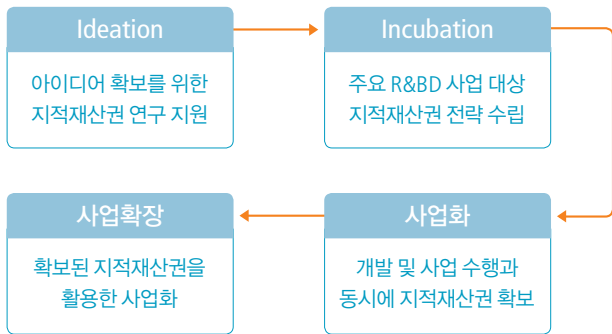 Ideation
아이디어 확보를 위한
지적재산권 연구 지원
Incubation
주요 R&BD 사업 대상
지적재산권 전략 수립
사업화
개발 및 사업 수행과
동시에 지적재산권 확보
사업확장
확보된 지적재산권을
활용한 사업화